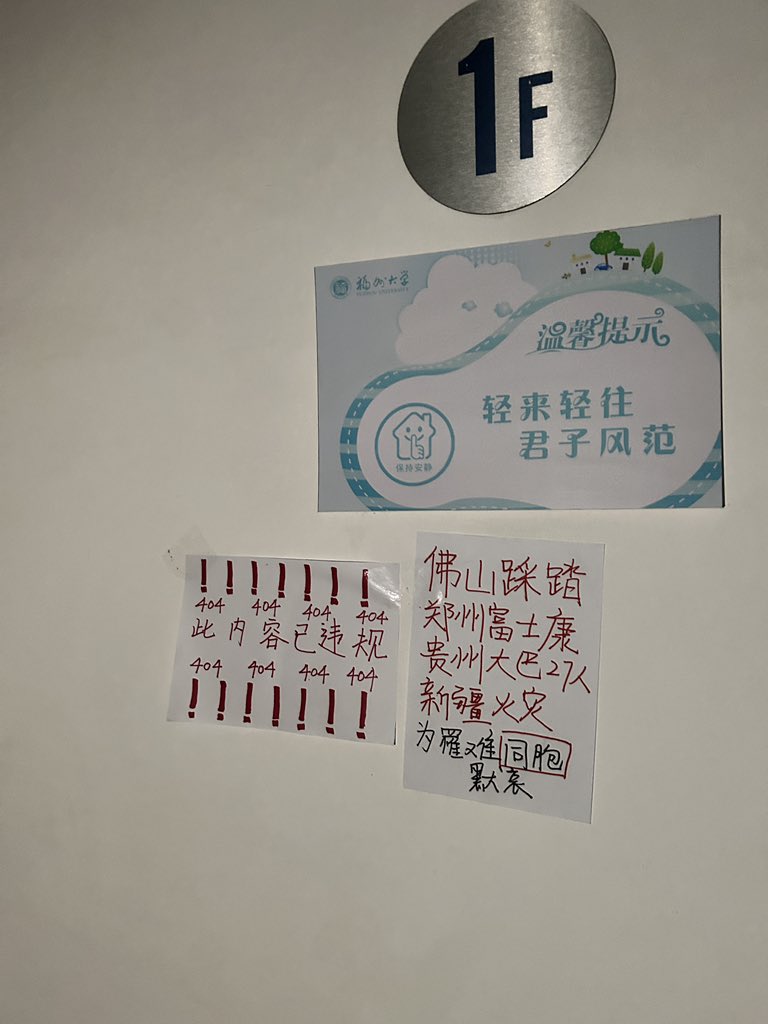 1F
福州大学
FUZHOU UNIVERSITY
温馨提示
轻来轻往
君子风范
保持安静
! ! ! ! ! ! !
404 404 404 404
此内容已违规
404 404 404 404
! ! ! ! ! ! !
佛山踩踏
郑州富士康
贵州大巴27人
新疆火灾
为罹难同胞
默哀